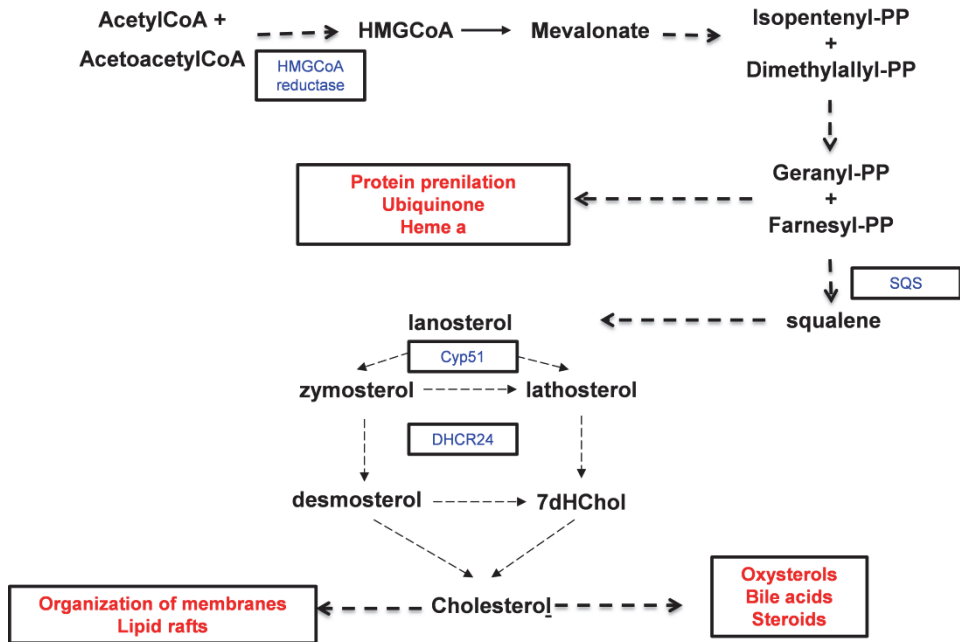 AcetylCoA +
AcetoacetylCoA
HMGCoA
reductase
HMGCoA
Mevalonate
Isopentenyl-PP
+
Dimethylallyl-PP
Geranyl-PP
+
Farnesyl-PP
Protein prenilation
Ubiquinone
Heme a
SQS
squalene
lanosterol
Cyp51
zymosterol
lathosterol
DHCR24
desmosterol
7dHChol
Cholesterol
Organization of membranes
Lipid rafts
Oxysterols
Bile acids
Steroids